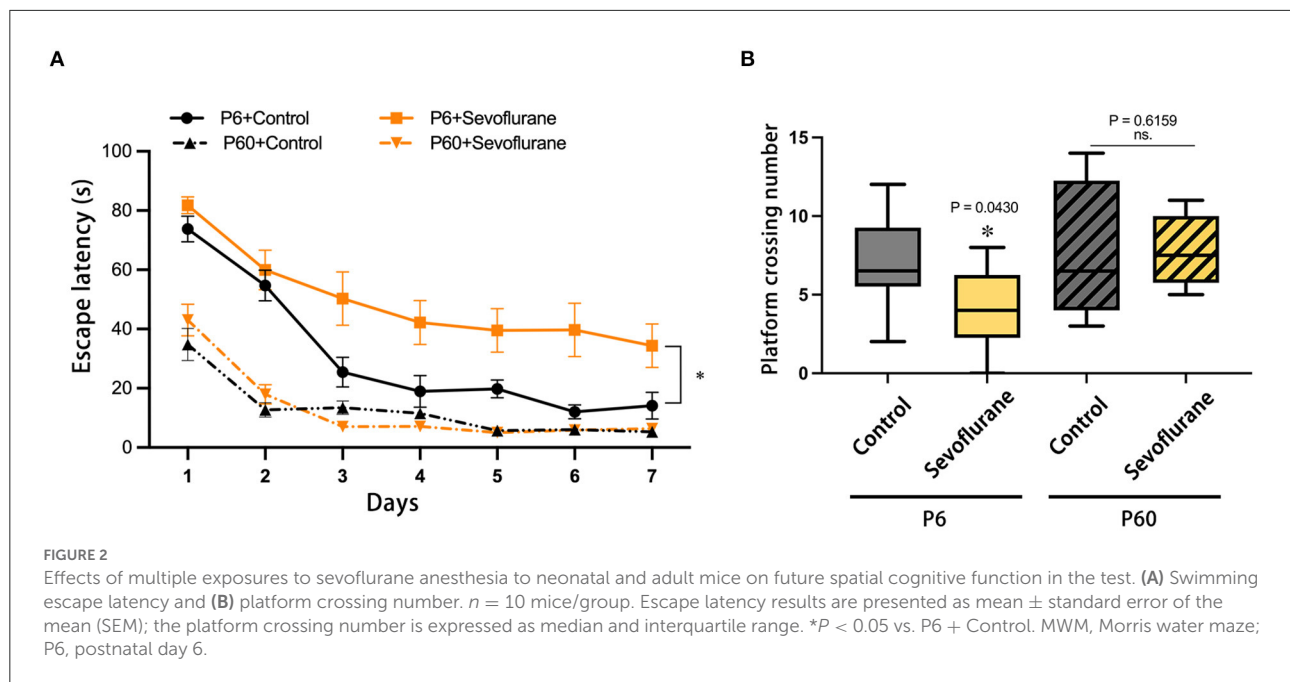 A
P6+Control
P6+Sevoflurane
P60+Control
P60+Sevoflurane
100
80
60
40
20
0
Escape latency (s)
*
1 2 3 4 5 6 7
Days
B
P = 0.6159
ns.
P = 0.0430
*
15
10
5
0
Platform crossing number
Control
Sevoflurane
Control
Sevoflurane
P6
P60
FIGURE 2
Effects of multiple exposures to sevoflurane anesthesia to neonatal and adult mice on future spatial cognitive function in the test. (A) Swimming
escape latency and (B) platform crossing number. n = 10 mice/group. Escape latency results are presented as mean ± standard error of the
mean (SEM); the platform crossing number is expressed as median and interquartile range. *P < 0.05 vs. P6 + Control. MWM, Morris water maze;
P6, postnatal day 6.